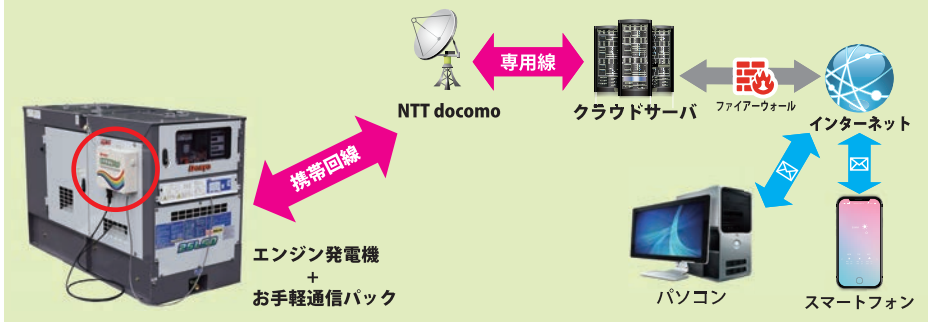 NTT docomo
専用線
クラウドサーバ
ファイアーウォール
インターネット
携帯回線
エンジン発電機
+
お手軽通信パック
パソコン
スマートフォン